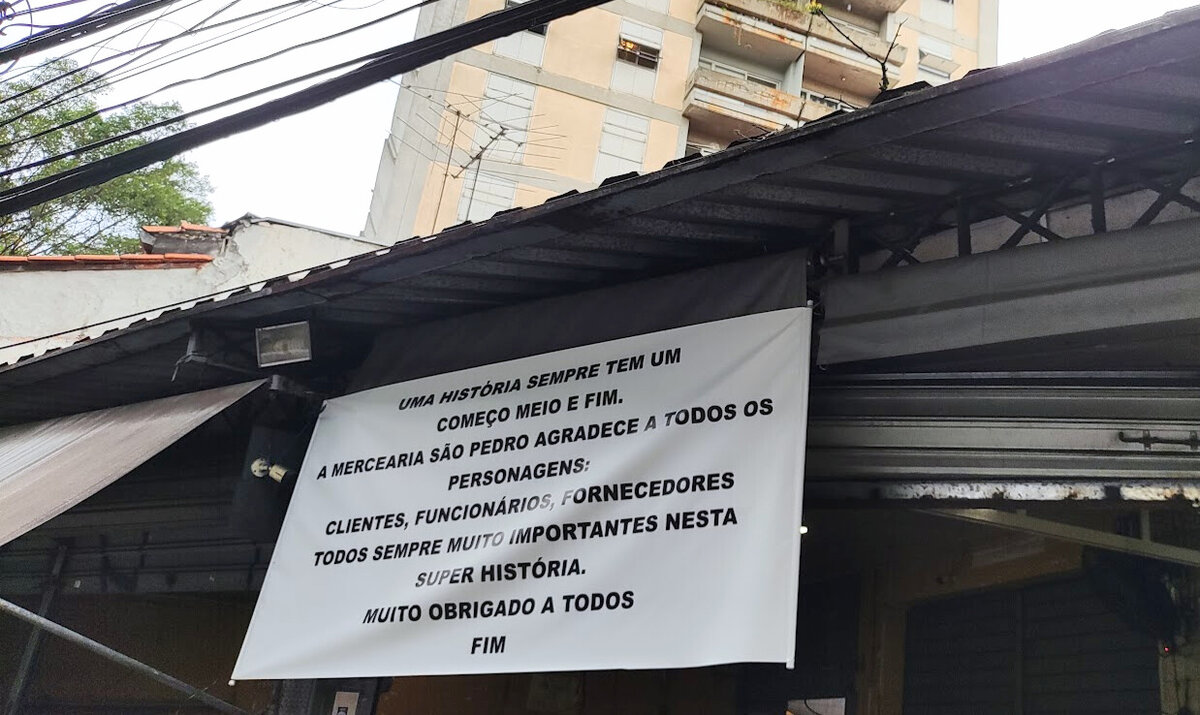 UMA HISTÓRIA SEMPRE TEM UM
COMEÇO MEIO E FIM.
A MERCEARIA SÃO PEDRO AGRADECE A TODOS OS
PERSONAGENS:
CLIENTES, FUNCIONÁRIOS, FORNECEDORES
TODOS SEMPRE MUITO IMPORTANTES NESTA
SUPER HISTÓRIA.
MUITO OBRIGADO A TODOS
FIM